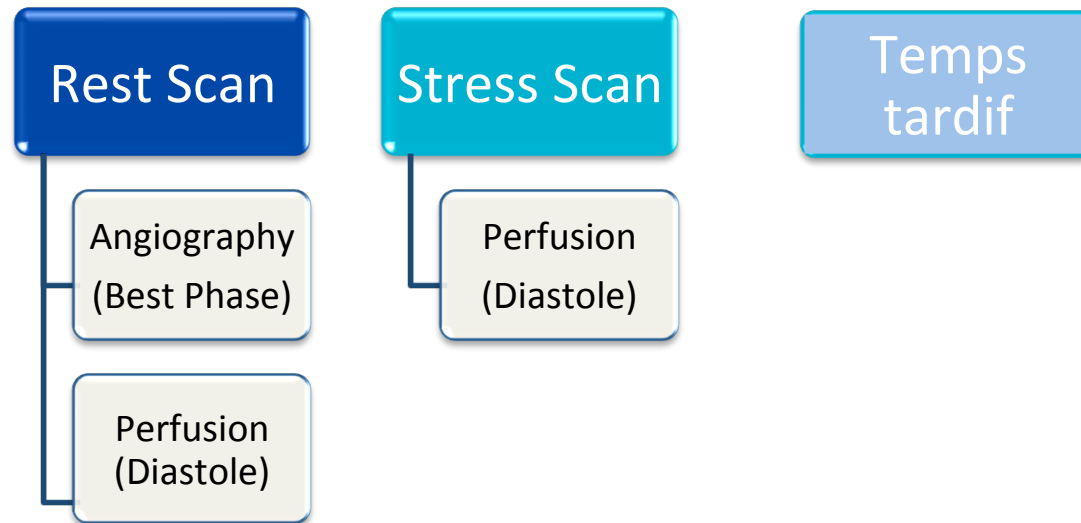 Rest Scan
Angiography
(Best Phase)
Perfusion
(Diastole)
Stress Scan
Perfusion
(Diastole)
Temps
tardif